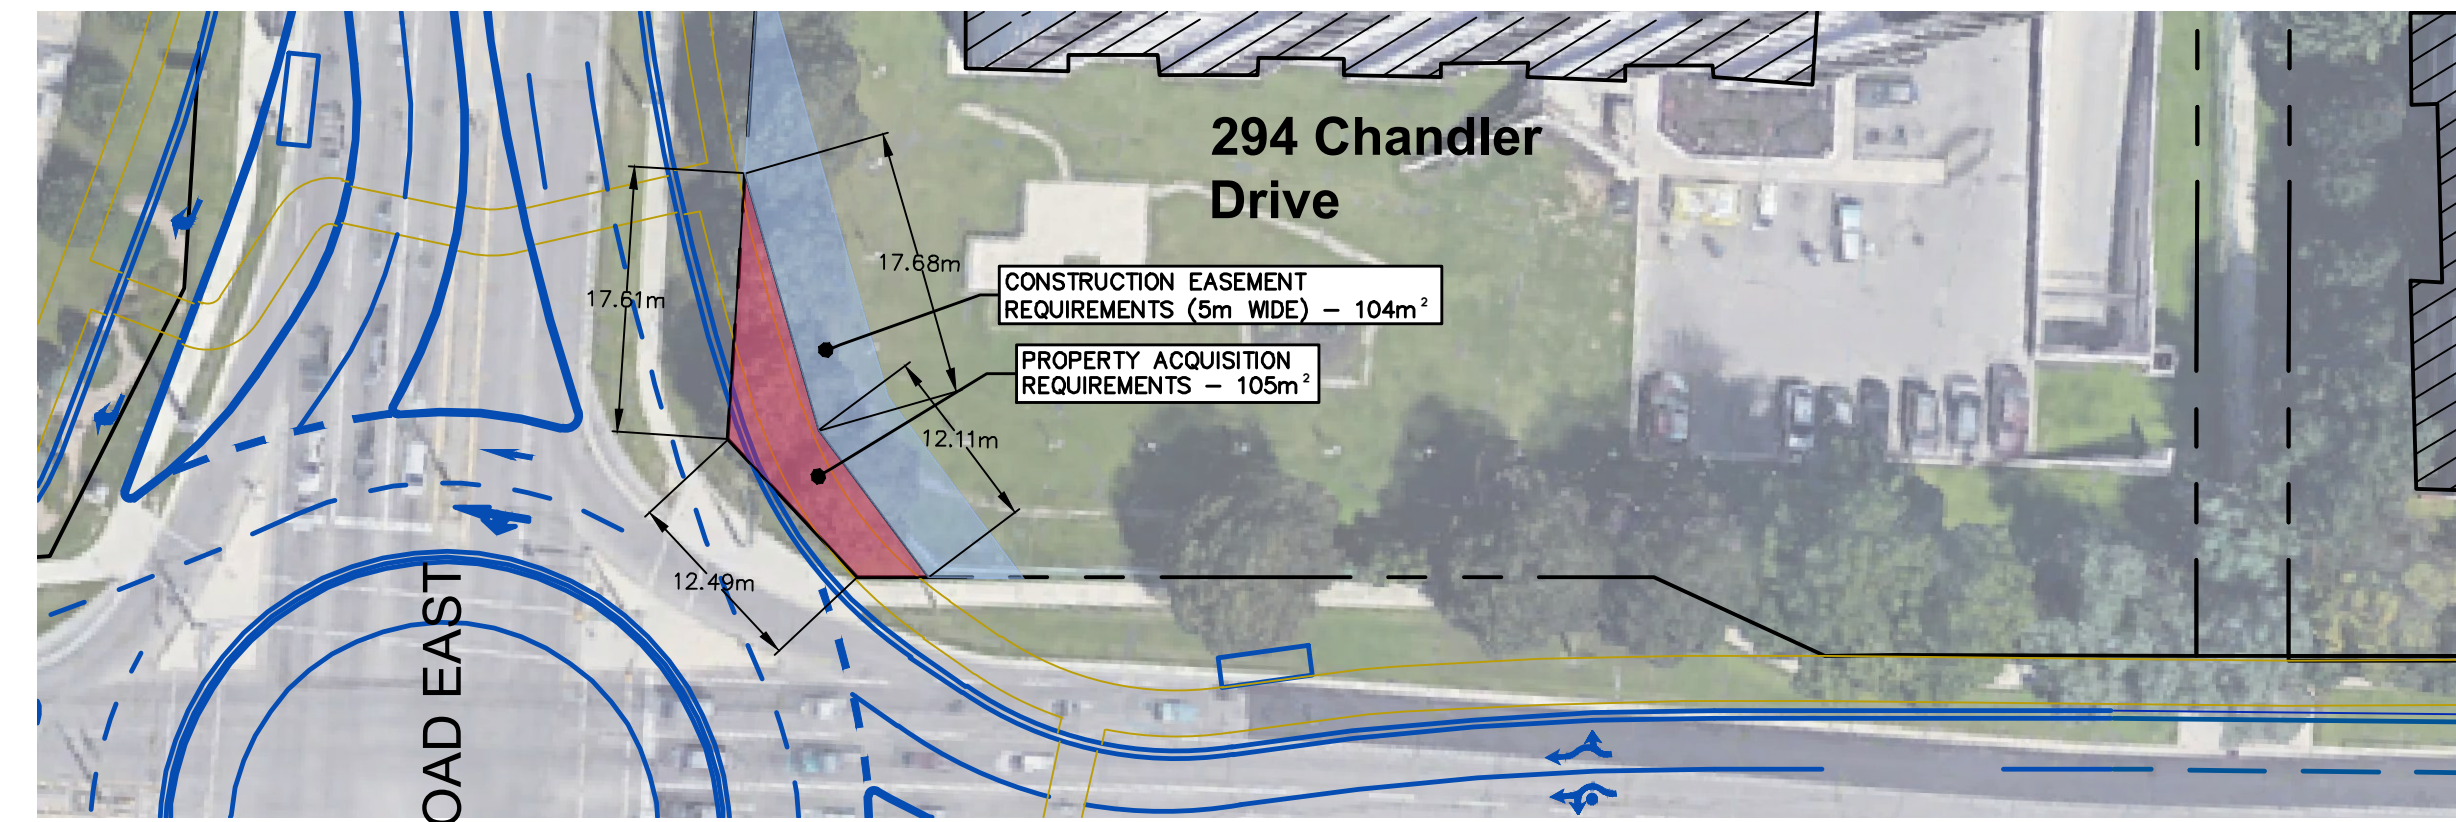 294 Chandler
Drive
17.68m
17.61m
CONSTRUCTION EASEMENT
REQUIREMENTS (5m WIDE) – 104m²
PROPERTY ACQUISITION
REQUIREMENTS – 105m²
12.11m
12.49m
OAD EAST